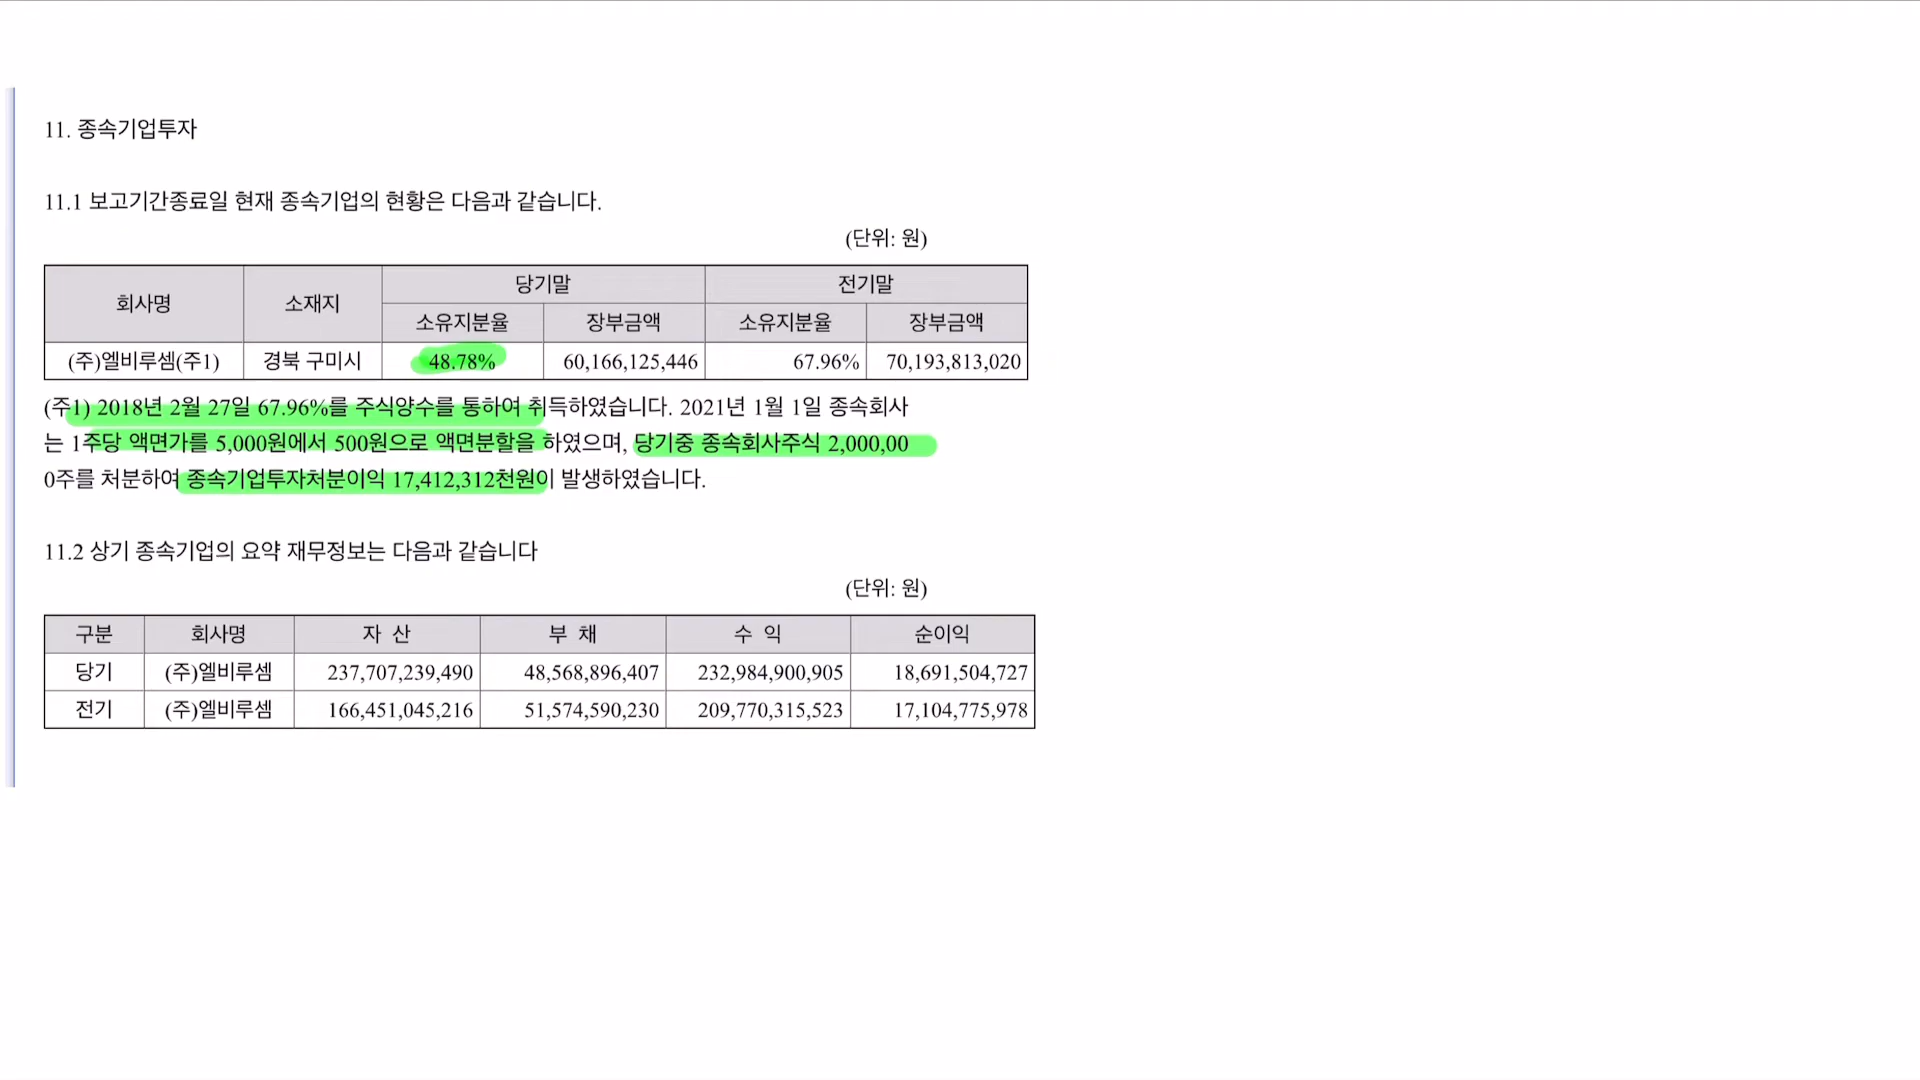 11. 종속기업투자
11.1 보고기간종료일 현재 종속기업의 현황은 다음과 같습니다.
(단위: 원)
회사명 소재지 당기말 전기말
소유지분율 장부금액 소유지분율 장부금액
(주)엘비루셈(주1) 경북 구미시 48.78% 60,166,125,446 67.96% 70,193,813,020
(주1) 2018년 2월 27일 67.96%를 주식양수를 통하여 취득하였습니다. 2021년 1월 1일 종속회사
는 1주당 액면가를 5,000원에서 500원으로 액면분할을 하였으며, 당기중 종속회사주식 2,000,00
0주를 처분하여 종속기업투자처분이익 17,412,312천원이 발생하였습니다.
11.2 상기 종속기업의 요약 재무정보는 다음과 같습니다
(단위: 원)
구분 회사명 자 산 부 채 수 익 순이익
당기 (주)엘비루셈 237,707,239,490 48,568,896,407 232,984,900,905 18,691,504,727
전기 (주)엘비루셈 166,451,045,216 51,574,590,230 209,770,315,523 17,104,775,978